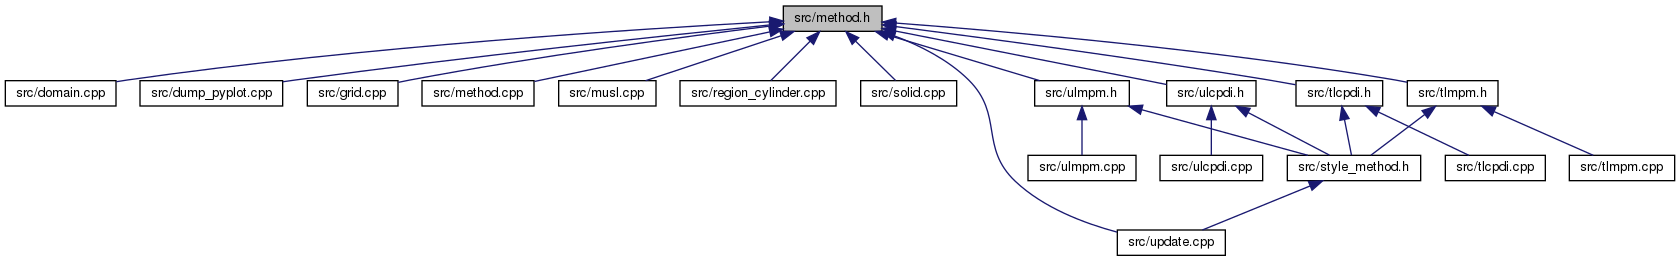 src/method.h
src/domain.cpp
src/dump_pyplot.cpp
src/grid.cpp
src/method.cpp
src/musl.cpp
src/region_cylinder.cpp
src/solid.cpp
src/ulmpm.h
src/ulcpdi.h
src/tlcpdi.h
src/tlmpm.h
src/ulmpm.cpp
src/ulcpdi.cpp
src/style_method.h
src/tlcpdi.cpp
src/tlmpm.cpp
src/update.cpp